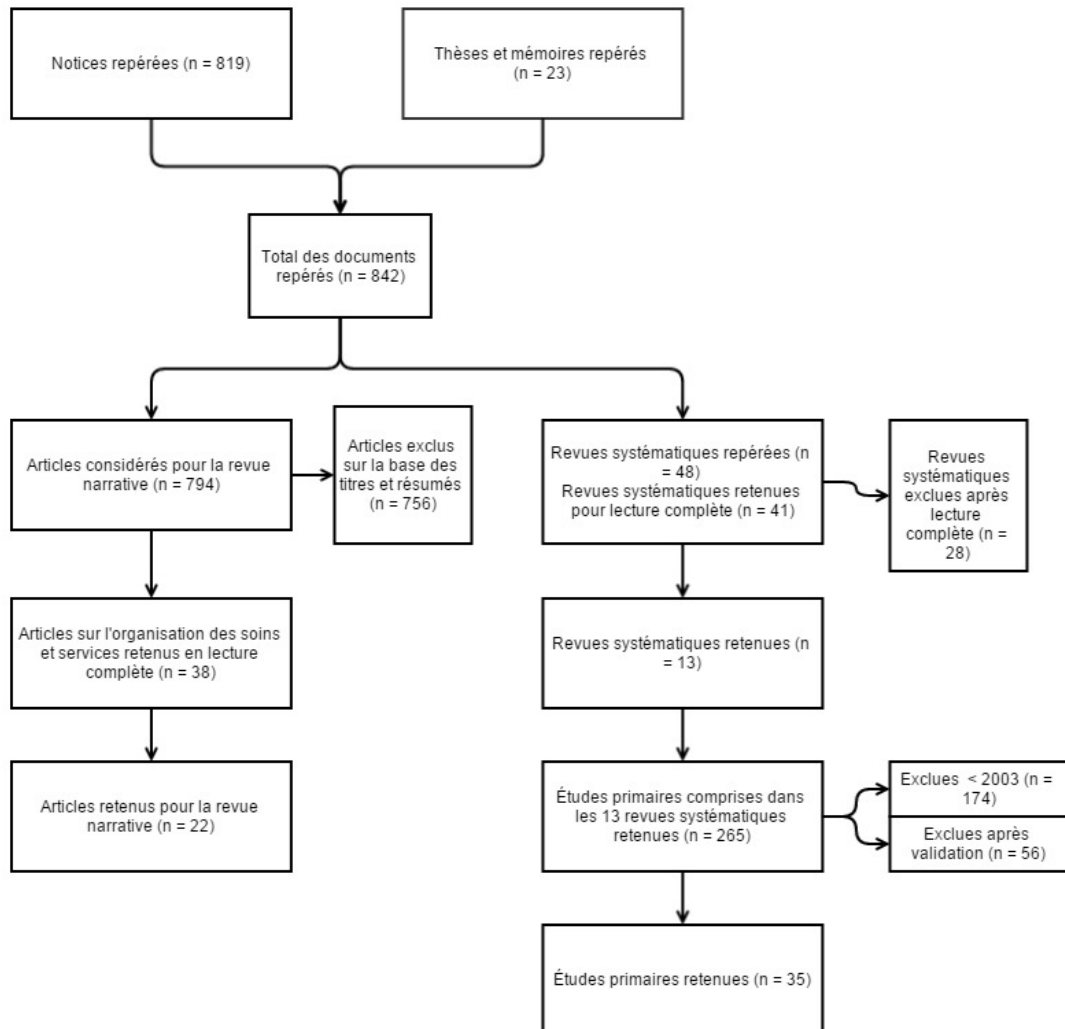 Notices repérées (n = 819)
Thèses et mémoires repérés
(n = 23)
Total des documents
repérés (n = 842)
Articles considérés pour la revue
narrative (n = 794)
Articles exclus
sur la base des
titres et résumés
(n = 756)
Revues systématiques repérées (n
= 48)
Revues systématiques retenues
pour lecture complète (n = 41)
Revues
systématiques
exclues après
lecture
complète (n =
28)
Articles sur l'organisation des soins
et services retenus en lecture
complète (n = 38)
Revues systématiques retenues (n
= 13)
Articles retenus pour la revue
narrative (n = 22)
Études primaires comprises dans
les 13 revues systématiques
retenues (n = 265)
Exclues < 2003 (n =
174)
Exclues après
validation (n = 56)
Études primaires retenues (n = 35)